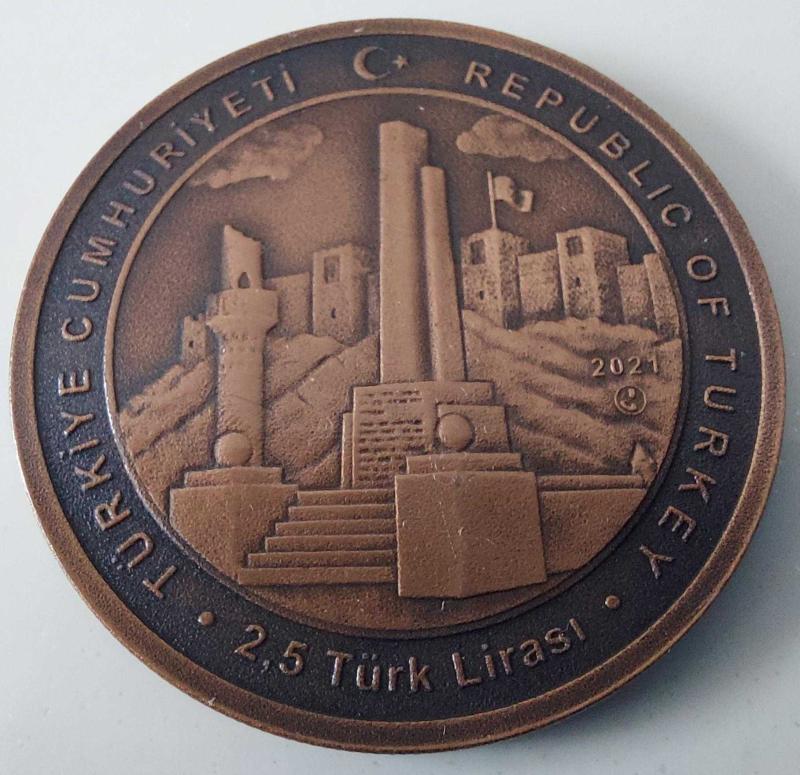 TÜRKİYE CUMHURİYETİ
REPUBLIC OF TURKEY
2021
• 2,5 Türk Lirası •